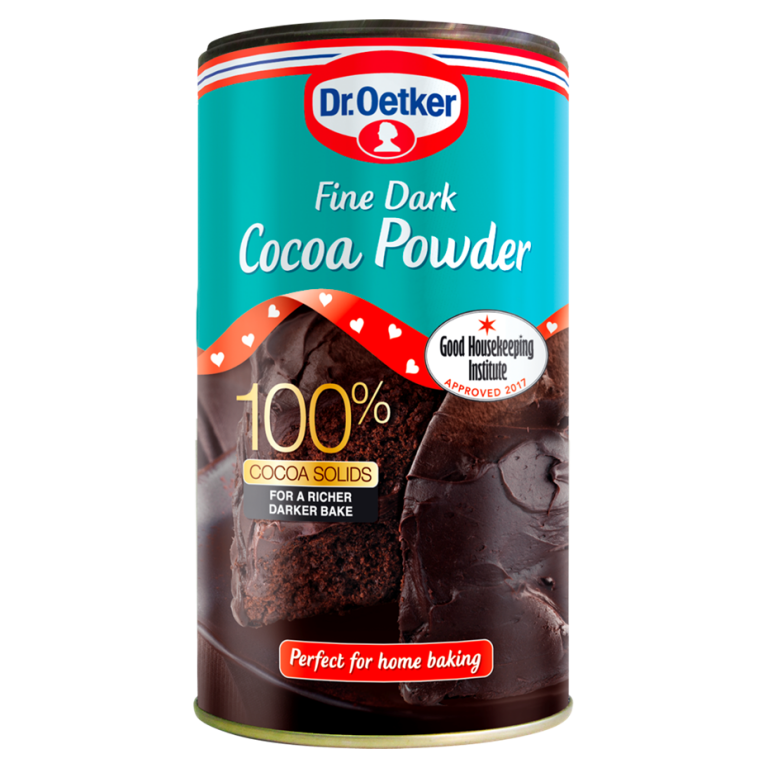 Dr.Oetker
Fine Dark
Cocoa Powder
Good Housekeeping
Institute
APPROVED 2017
100%
COCOA SOLIDS
FOR A RICHER
DARKER BAKE
Perfect for home baking